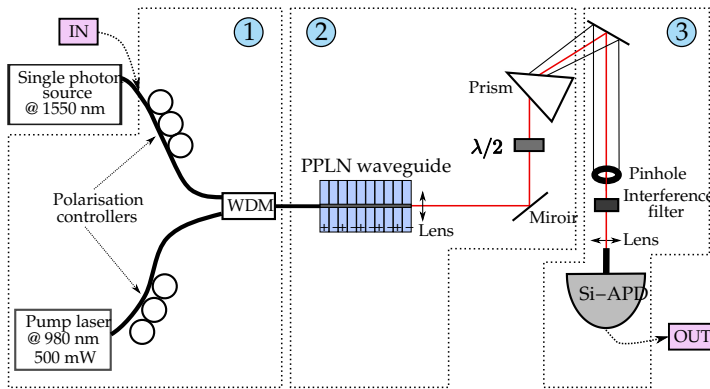 IN
1
2
3
Single photon
source
@ 1550 nm
Prism
λ/2
PPLN waveguide
Pinhole
Interference
filter
Polarisation
controllers
WDM
Lens
Miroir
Lens
Si-APD
Pump laser
@ 980 nm
500 mW
OUT